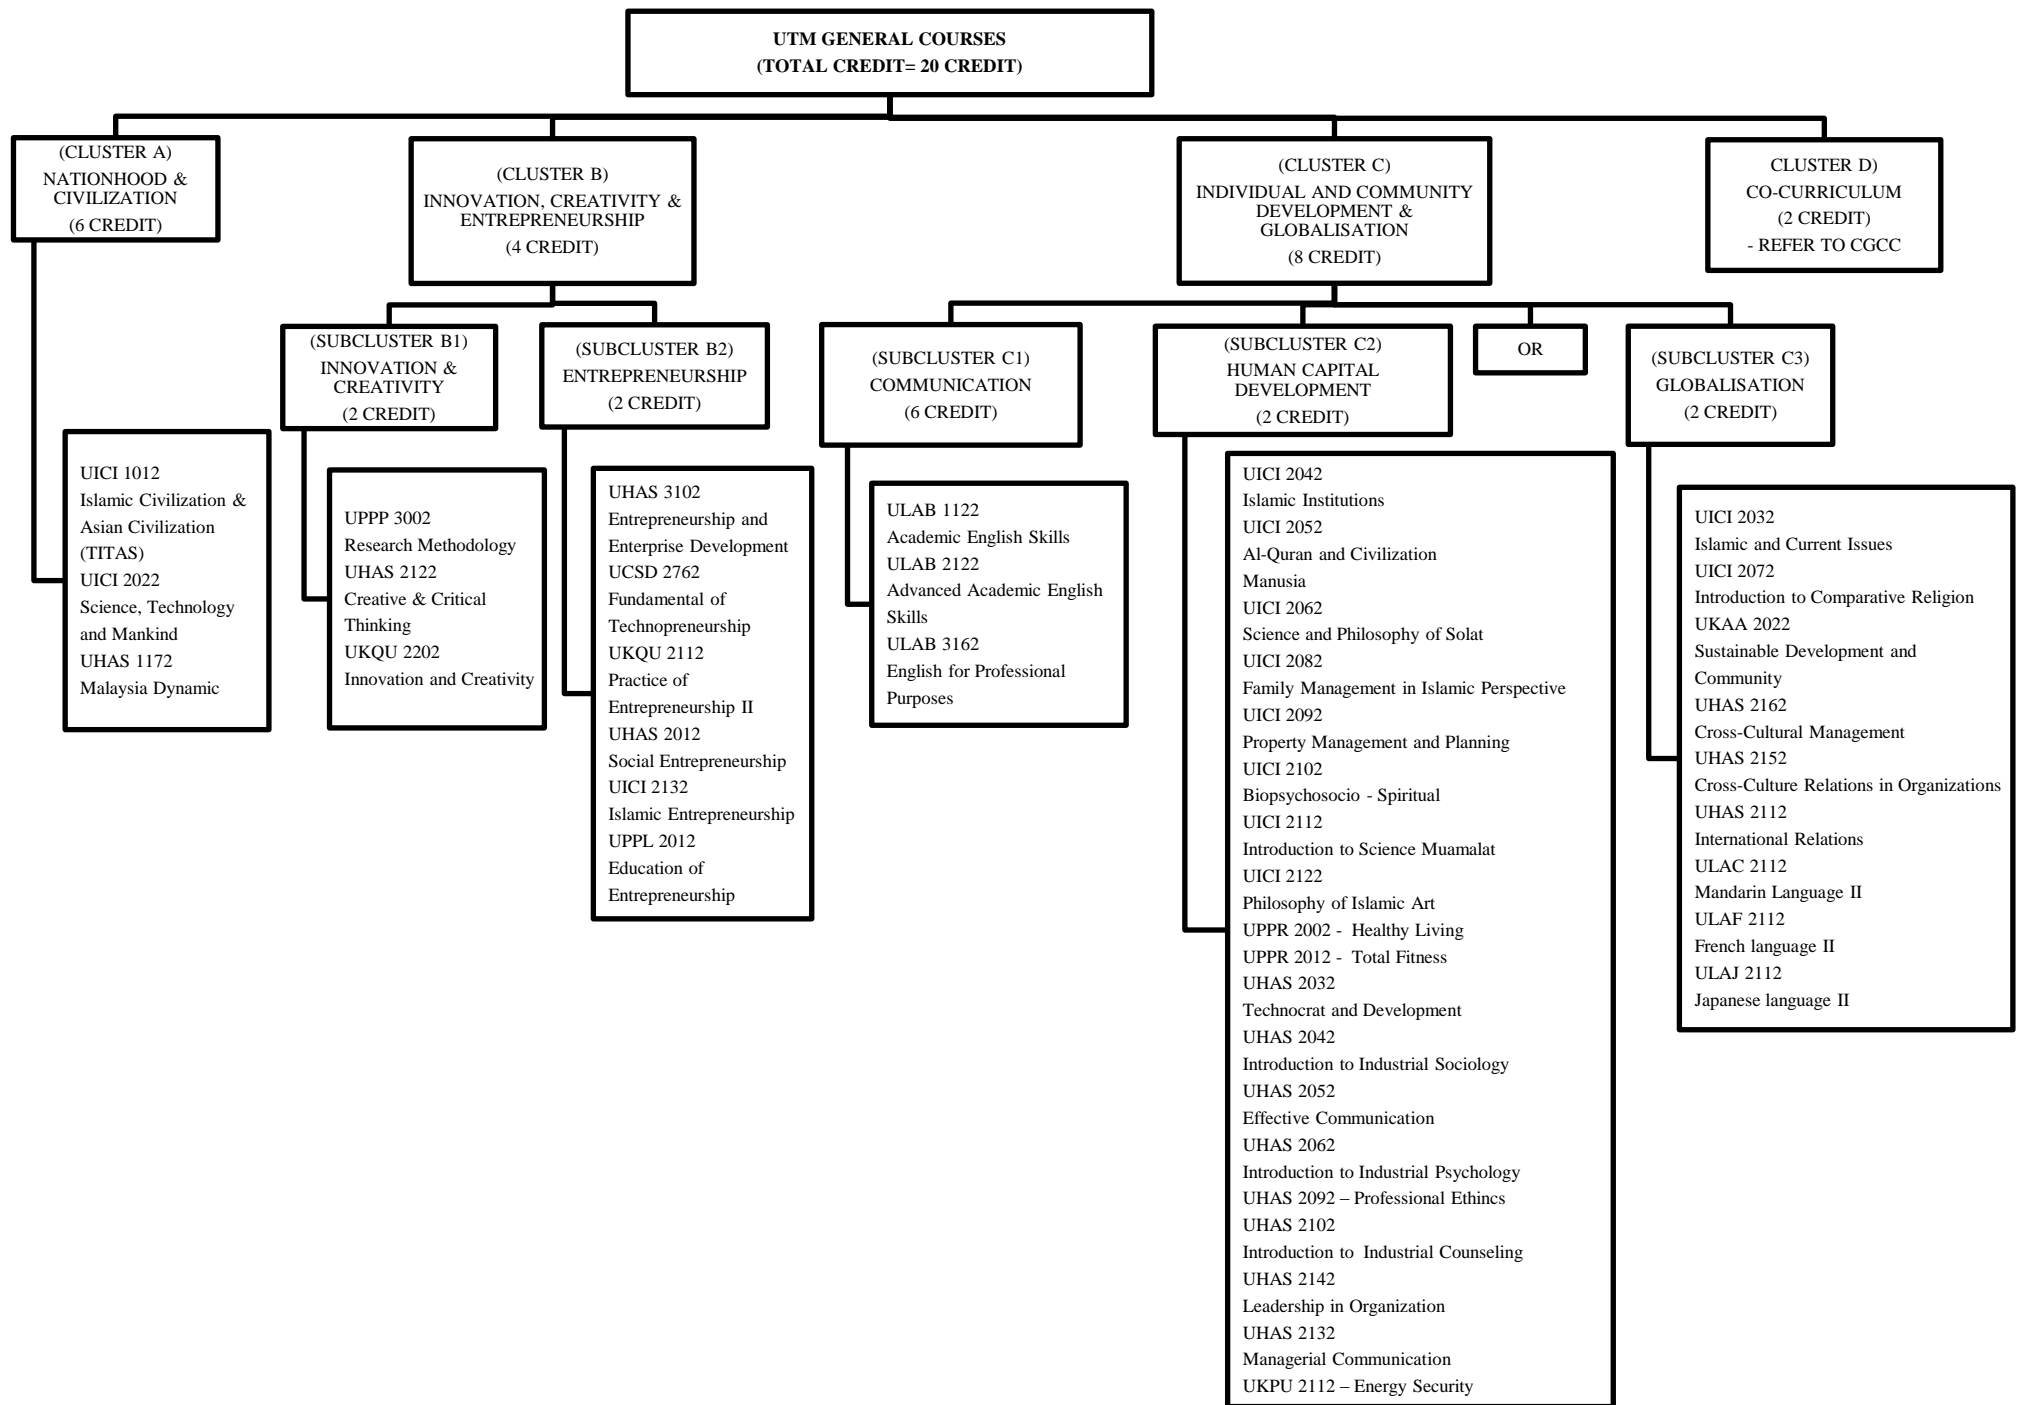 UTM GENERAL COURSES
(TOTAL CREDIT= 20 CREDIT)
(CLUSTER A)
NATIONHOOD &
CIVILIZATION
(6 CREDIT)
(CLUSTER B)
INNOVATION, CREATIVITY &
ENTREPRENEURSHIP
(4 CREDIT)
(CLUSTER C)
INDIVIDUAL AND COMMUNITY
DEVELOPMENT &
GLOBALISATION
(8 CREDIT)
CLUSTER D)
CO-CURRICULUM
(2 CREDIT)
- REFER TO CGCC
(SUBCLUSTER B1)
INNOVATION &
CREATIVITY
(2 CREDIT)
(SUBCLUSTER B2)
ENTREPRENEURSHIP
(2 CREDIT)
(SUBCLUSTER C1)
COMMUNICATION
(6 CREDIT)
(SUBCLUSTER C2)
HUMAN CAPITAL
DEVELOPMENT
(2 CREDIT)
OR
(SUBCLUSTER C3)
GLOBALISATION
(2 CREDIT)
UICI 1012
Islamic Civilization &
Asian Civilization
(TITAS)
UICI 2022
Science, Technology
and Mankind
UHAS 1172
Malaysia Dynamic
UPPP 3002
Research Methodology
UHAS 2122
Creative & Critical
Thinking
UKQU 2202
Innovation and Creativity
UHAS 3102
Entrepreneurship and
Enterprise Development
UCSD 2762
Fundamental of
Technopreneurship
UKQU 2112
Practice of
Entrepreneurship II
UHAS 2012
Social Entrepreneurship
UICI 2132
Islamic Entrepreneurship
UPPL 2012
Education of
Entrepreneurship
ULAB 1122
Academic English Skills
ULAB 2122
Advanced Academic English
Skills
ULAB 3162
English for Professional
Purposes
UICI 2042
Islamic Institutions
UICI 2052
Al-Quran and Civilization
Manusia
UICI 2062
Science and Philosophy of Solat
UICI 2082
Family Management in Islamic Perspective
UICI 2092
Property Management and Planning
UICI 2102
Biopsychosocio - Spiritual
UICI 2112
Introduction to Science Muamalat
UICI 2122
Philosophy of Islamic Art
UPPR 2002 - Healthy Living
UPPR 2012 - Total Fitness
UHAS 2032
Technocrat and Development
UHAS 2042
Introduction to Industrial Sociology
UHAS 2052
Effective Communication
UHAS 2062
Introduction to Industrial Psychology
UHAS 2092 – Professional Ethincs
UHAS 2102
Introduction to Industrial Counseling
UHAS 2142
Leadership in Organization
UHAS 2132
Managerial Communication
UKPU 2112 – Energy Security
UICI 2032
Islamic and Current Issues
UICI 2072
Introduction to Comparative Religion
UKAA 2022
Sustainable Development and
Community
UHAS 2162
Cross-Cultural Management
UHAS 2152
Cross-Culture Relations in Organizations
UHAS 2112
International Relations
ULAC 2112
Mandarin Language II
ULAF 2112
French language II
ULAJ 2112
Japanese language II